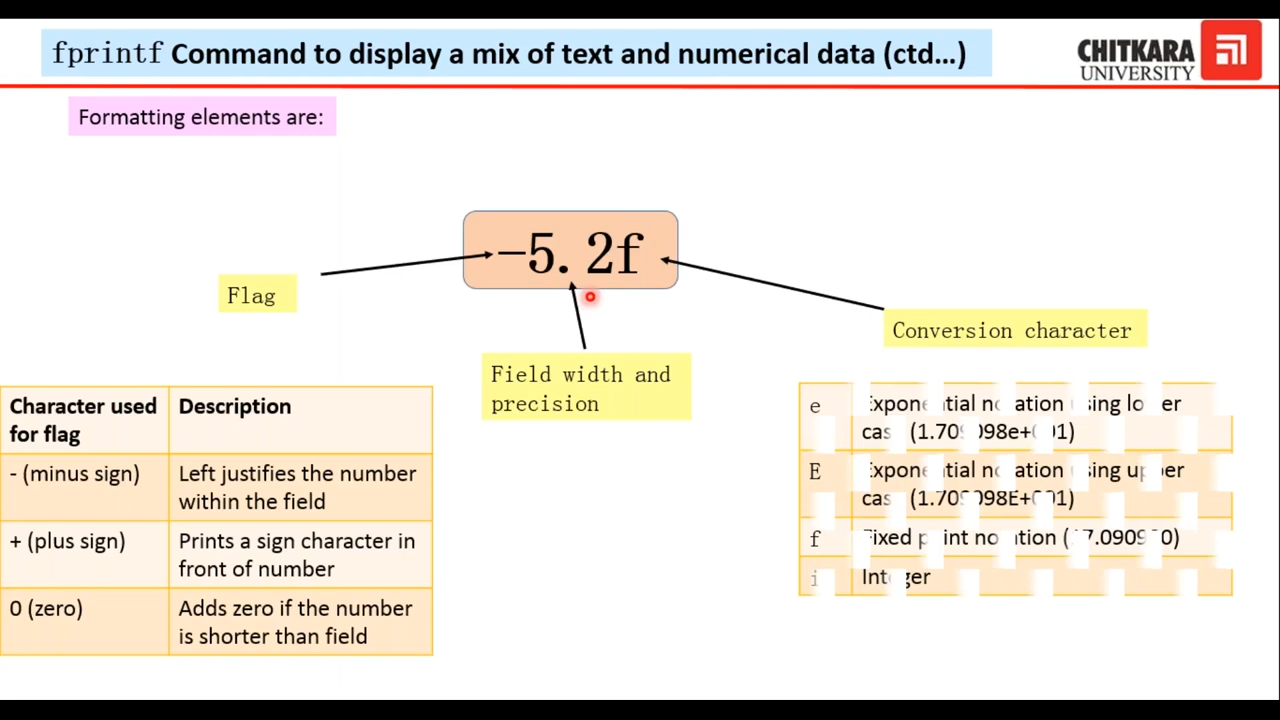 fprintf Command to display a mix of text and numerical data (ctd...)
CHITKARA
UNIVERSITY
Formatting elements are:
-5.2f
Flag
Conversion character
Field width and
precision
Character used
for flag
Description
- (minus sign)
Left justifies the number
within the field
+ (plus sign)
Prints a sign character in
front of number
0 (zero)
Adds zero if the number
is shorter than field
e
Exponential notation using lower
case (1.709098e+001)
E
Exponential notation using upper
case (1.709098E+001)
f
Fixed point notation
i
Integer